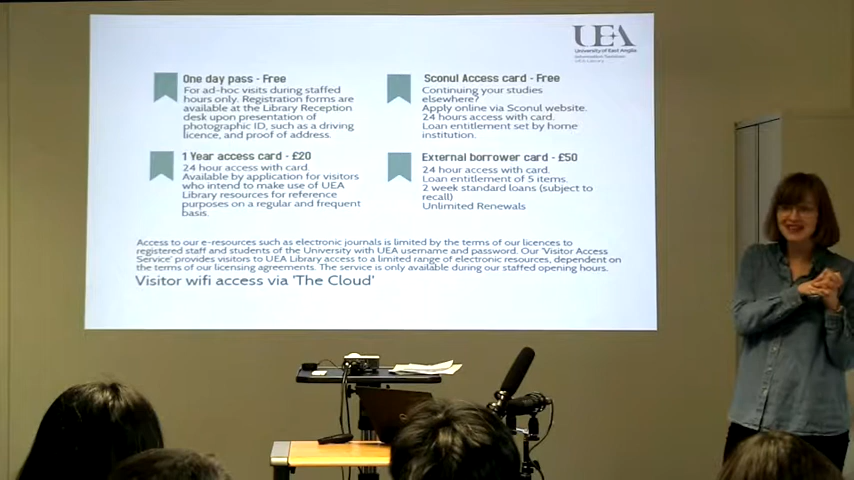 UEA
University of East Anglia
One day pass - Free
For ad-hoc visits during staffed
hours only. Registration forms are
available at the Library Reception
desk upon presentation of
photographic ID, such as a driving
licence, and proof of address.
Sconul Access card - Free
Continuing your studies
elsewhere?
Apply online via Sconul website.
24 hours access with card.
Loan entitlement set by home
institution.
1 Year access card - £20
24 hour access with card.
Available by application for visitors
who intend to make use of UEA
Library resources for reference
purposes on a regular and frequent
basis.
External borrower card - £50
24 hour access with card.
Loan entitlement of 5 items.
2 week standard loans (subject to
recall)
Unlimited Renewals
Access to our e-resources such as electronic journals is limited by the terms of our licences to
registered staff and students of the University with UEA username and password. Our 'Visitor Access
Service' provides visitors to UEA Library access to a limited range of electronic resources, dependent on
the terms of our licensing agreements. The service is only available during our staffed opening hours.
Visitor wifi access via 'The Cloud'